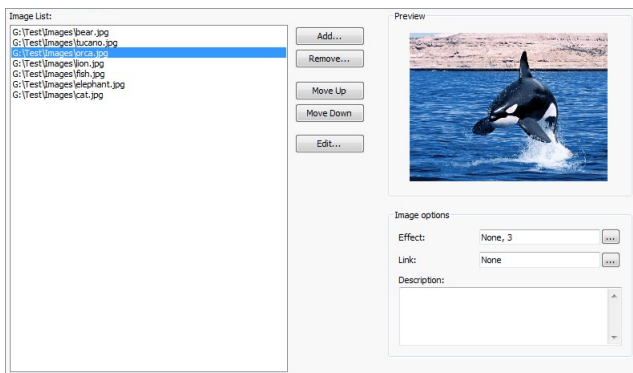 Image List:
G:\Test\Images\bear.jpg
G:\Test\Images\tucano.jpg
G:\Test\Images\orca.jpg
G:\Test\Images\lion.jpg
G:\Test\Images\fish.jpg
G:\Test\Images\elephant.jpg
G:\Test\Images\cat.jpg
Add...
Remove...
Move Up
Move Down
Edit...
Preview
Image options
Effect: None, 3 ...
Link: None ...
Description: